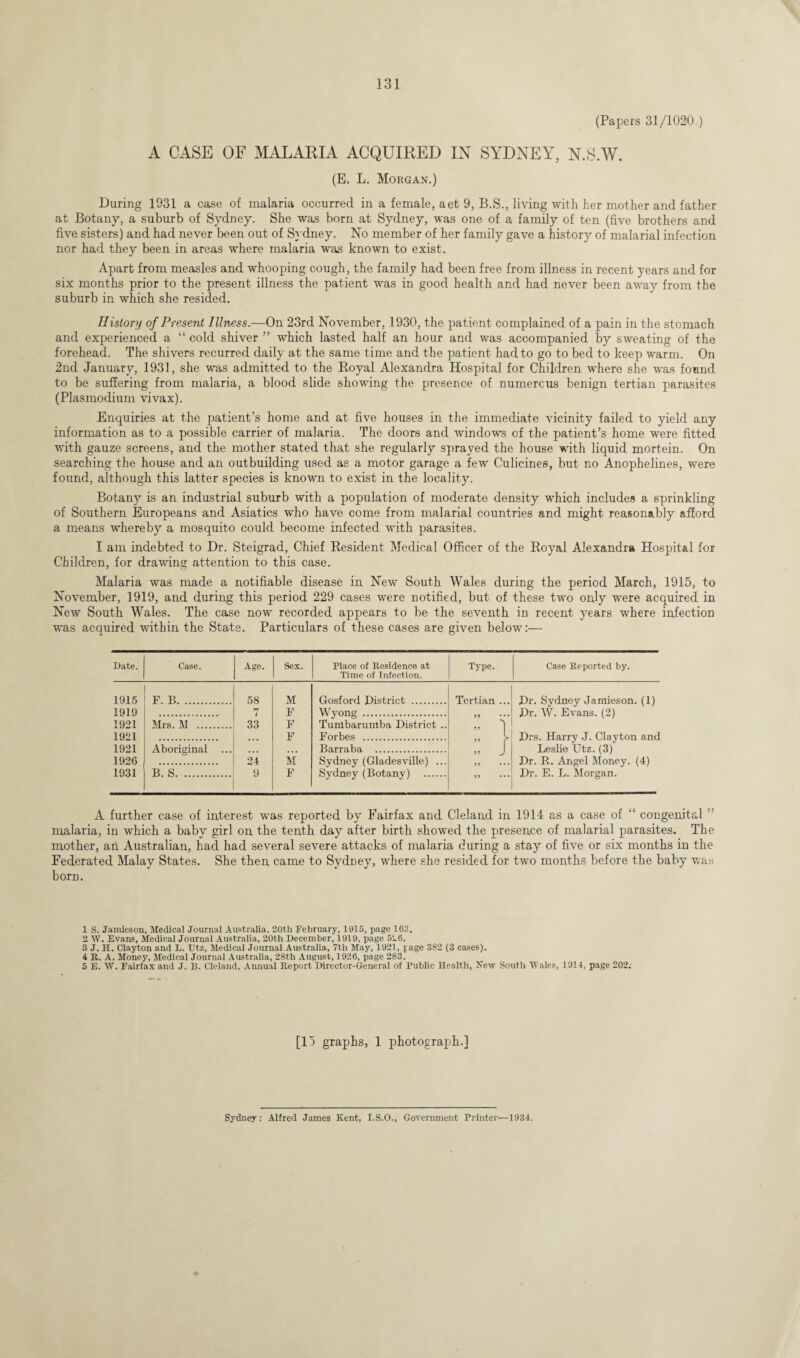 131
(Papers 31/1020.)
A CASE OF MALARIA ACQUIRED IN SYDNEY, N.S.W.
(E. L. Morgan.)
During 1931 a case of malaria occurred in a female, aet 9, B.S., living with her mother and father
at Botany, a suburb of Sydney. She was born at Sydney, was one of a family of ten (five brothers and
five sisters) and had never been out of Sydney. No member of her family gave a history of malarial infection
nor had they been in areas where malaria was known to exist.
Apart from measles and whooping cough, the family had been free from illness in recent years and for
six months prior to the present illness the patient was in good health and had never been away from the
suburb in which she resided.
History of Present Illness.—On 23rd November, 1930, the patient complained of a pain in the stomach
and experienced a “ cold shiver ” which lasted half an hour and was accompanied by sweating of the
forehead. The shivers recurred daily at the same time and the patient had to go to bed to keep warm. On
2nd January, 1931, she was admitted to the Royal Alexandra Hospital for Children where she was found
to be suffering from malaria, a blood slide showing the presence of numercus benign tertian parasites
(Plasmodium vivax).
Enquiries at the patient’s home and at five houses in the immediate vicinity failed to yield any
information as to a possible carrier of malaria. The doors and windows of the patient’s home were fitted
with gauze screens, and the mother stated that she regularly sprayed the house with liquid mortein. On
searching the house and an outbuilding used as a motor garage a few Culicines, but no Anophelines, were
found, although this latter species is known to exist in the locality.
Botany is an industrial suburb with a population of moderate density which includes a sprinkling
of Southern Europeans and Asiatics who have come from malarial countries and might reasonably afford
a means whereby a mosquito could become infected with parasites.
I am indebted to Dr. Steigrad, Chief Resident Medical Officer of the Royal Alexandra Hospital for
Children, for drawing attention to this case.
Malaria was made a notifiable disease in New South Wales during the period March, 1915, to
November, 1919, and during this period 229 cases were notified, but of these two only were acquired in
New South Wales. The case now recorded appears to be the seventh in recent years where infection
was acquired within the State. Particulars of these cases are given below:—
Date. Case. Age. Sex. Place of Residence at Time of Infection. Type. Case Reported by.
1915 F. B. ............ 58 M Gosford District ......... Tertian ... Dr. Sydney Jamieson. (1)
1919 ............... 7 F Wyong ..................... ,, ... Dr. W. Evans. (2)
1921 Mrs. M ......... 33 F Tumbarumba District .. ,,
1921 ............... ... F Forbes ..................... ,, } Drs. Harry J. Clayton and
1921 Aboriginal ... ... ... Barraba .................. ,, Leslie Utz. (3)
1926 ............... 24 M Sydney (Gladesville) ... ,, ... Dr. R. Angel Money. (4)
1931 B. S. ............ 9 F Sydney (Botany) ...... ,, ... Dr. E. L. Morgan.
A further case of interest was reported by Fairfax and Cleland in 1914 as a case of “ congenital ”
malaria, in which a baby girl on the tenth day after birth showed the presence of malarial parasites. The
mother, an Australian, had had several severe attacks of malaria during a stay of five or six months in the
Federated Malay States. She then came to Sydney, where she resided for two months before the baby was
born.
1 S. Jamieson, Medical Journal Australia, 20th February, 1915, page 163.
2 W. Evans, Medical Journal Australia, 20th December, 1919, page 526.
3 J. H. Clayton and L. Utz, Medical Journal Australia, 7th May, 1921, page 382 (3 cases).
4 R. A. Money, Medical Journal Australia, 28th August, 1926, page 283.
5 E. W. Fairfax and J. B. Cleland, Annual Report Director-General of Public Health, New South Wales, 1914, page 202.
[15 graphs, 1 photograph.]
Sydney: Alfred James Kent, I.S.O., Government Printer—1934.